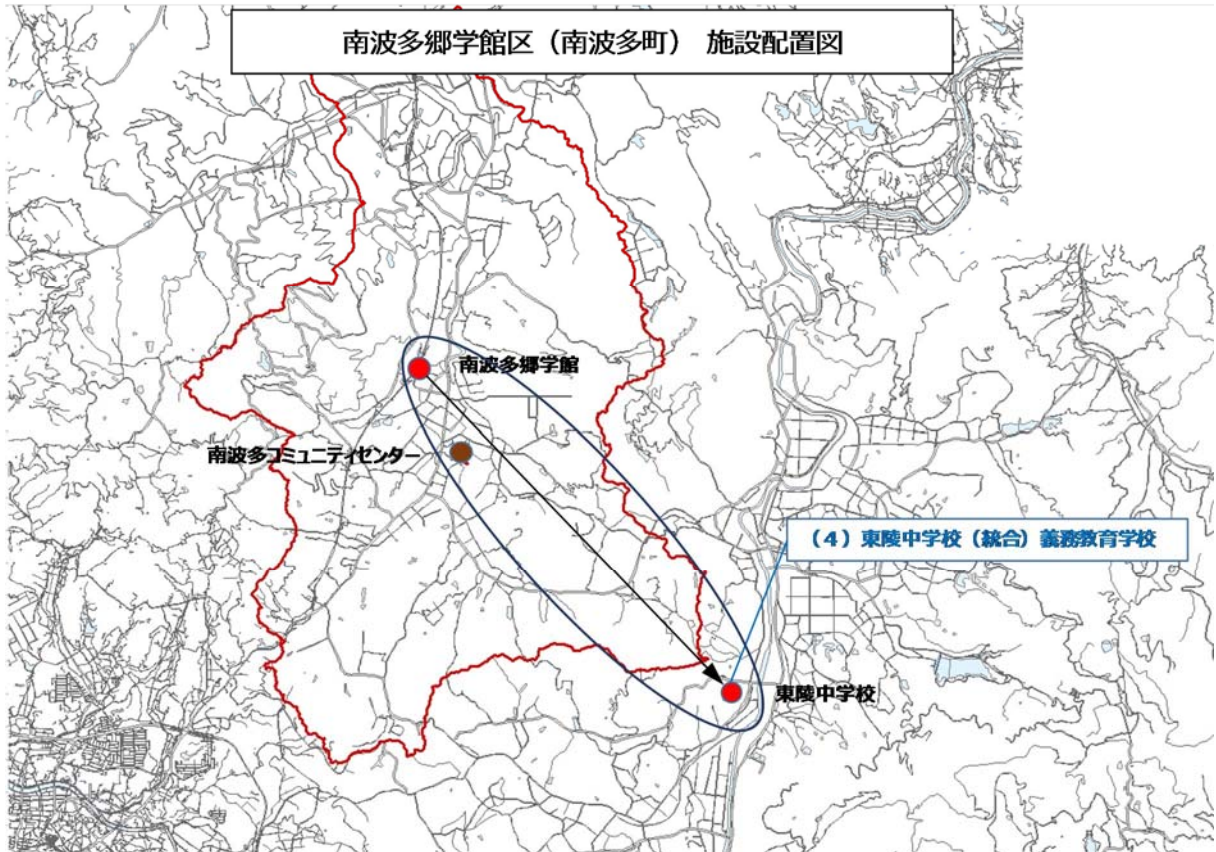 南波多郷学館区（南波多町） 施設配置図
南波多郷学館
南波多コミュニティセンター
（4）東陵中学校（統合）義務教育学校
東陵中学校